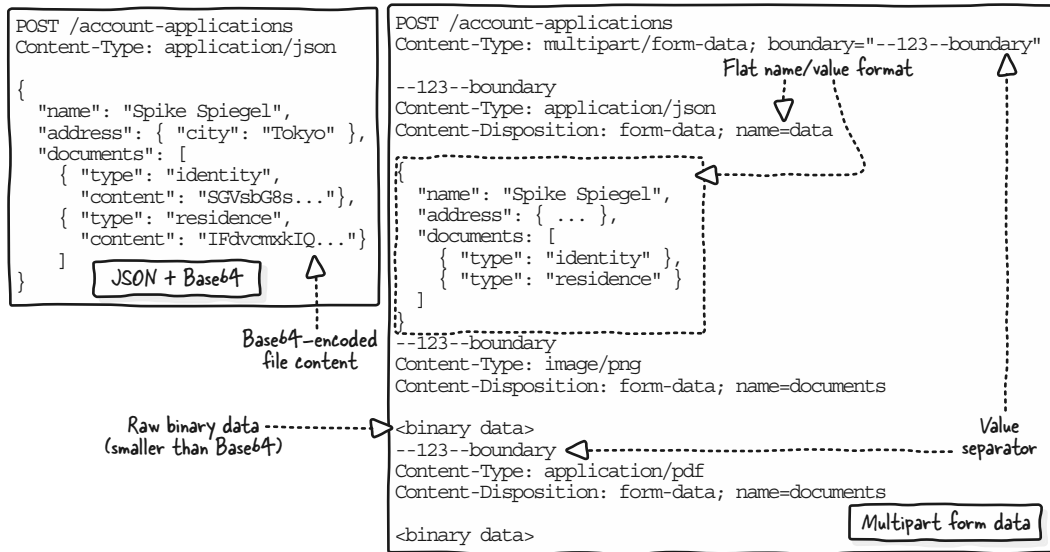 POST /account-applications
Content-Type: application/json
{
"name": "Spike Spiegel",
"address": { "city": "Tokyo" },
"documents": [
{ "type": "identity",
"content": "SGVsbG8s..."},
{ "type": "residence",
"content": "IFdvcmxkIQ..."}
]
}
JSON + Base64
Base64-encoded
file content
Raw binary data
(smaller than Base64)
POST /account-applications
Content-Type: multipart/form-data; boundary="--123--boundary"
Flat name/value format
--123--boundary
Content-Type: application/json
Content-Disposition: form-data; name=data
{
"name": "Spike Spiegel",
"address": { ... },
"documents: [
{ "type": "identity" },
{ "type": "residence" }
]
}
--123--boundary
Content-Type: image/png
Content-Disposition: form-data; name=documents
<binary data>
--123--boundary
Value
separator
Content-Type: application/pdf
Content-Disposition: form-data; name=documents
<binary data>
Multipart form data